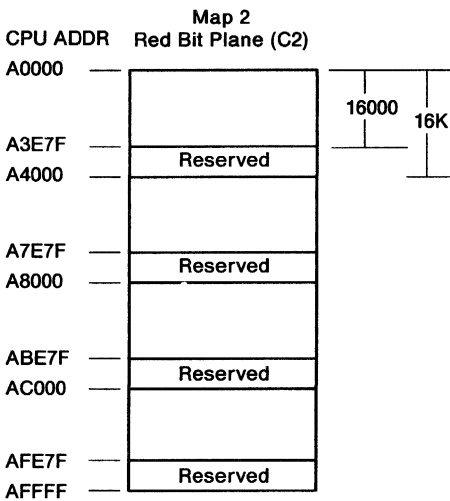 Map 2
CPU ADDR Red Bit Plane (C2)
A0000
16000
16K
A3E7F
Reserved
A4000
A7E7F
Reserved
A8000
ABE7F
Reserved
AC000
AFE7F
Reserved
AFFFF